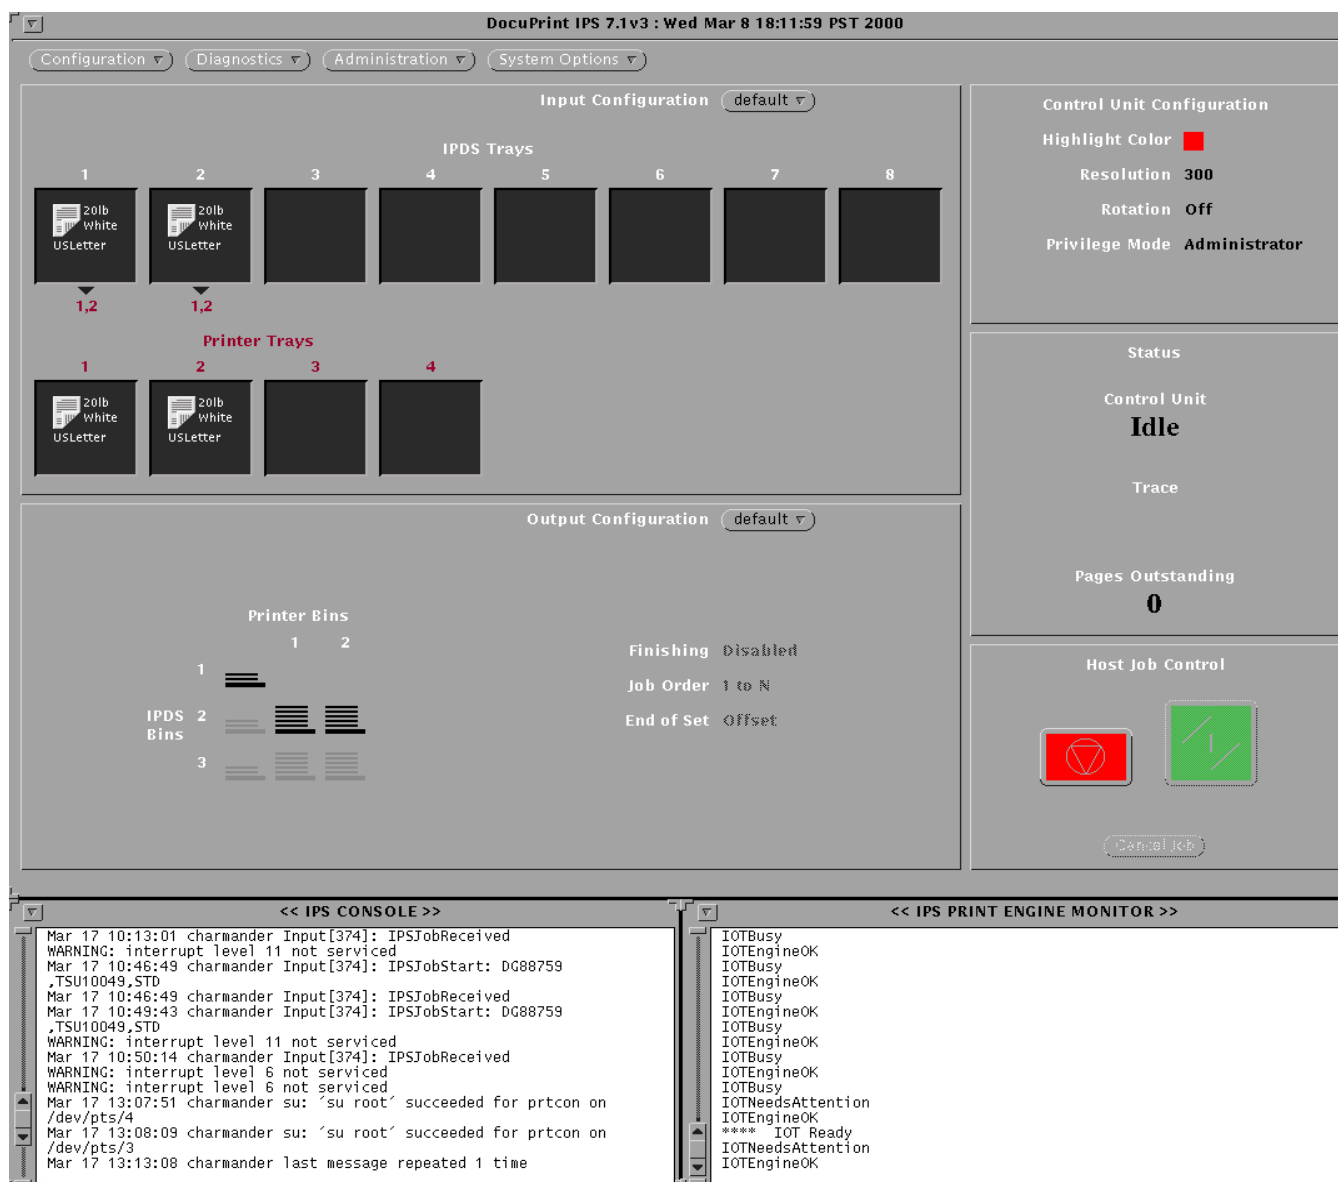 DocuPrint IPS 7.1v3 : Wed Mar 8 18:11:59 PST 2000
Configuration Diagnostics Administration System Options
Input Configuration default
IPDS Trays
1 2 3 4 5 6 7 8
20lb White USLetter
20lb White USLetter
1,2 1,2
Printer Trays
1 2 3 4
20lb White USLetter
20lb White USLetter
Control Unit Configuration
Highlight Color
Resolution 300
Rotation Off
Privilege Mode Administrator
Status
Control Unit
Idle
Trace
Pages Outstanding
0
Output Configuration default
Printer Bins
1 2
1
IPDS 2
Bins
3
Finishing Disabled
Job Order 1 to N
End of Set Offset
Host Job Control
Cancel Job
<< IPS CONSOLE >>
Mar 17 10:13:01 charmander Input[374]: IPSJobReceived
WARNING: interrupt level 11 not serviced
Mar 17 10:46:49 charmander Input[374]: IPSJobStart: DG88759
,TSU10049,STD
Mar 17 10:46:49 charmander Input[374]: IPSJobReceived
Mar 17 10:49:43 charmander Input[374]: IPSJobStart: DG88759
,TSU10049,STD
WARNING: interrupt level 11 not serviced
Mar 17 10:50:14 charmander Input[374]: IPSJobReceived
WARNING: interrupt level 6 not serviced
WARNING: interrupt level 6 not serviced
Mar 17 13:07:51 charmander su: ´su root´ succeeded for prtcon on
/dev/pts/4
Mar 17 13:08:09 charmander su: ´su root´ succeeded for prtcon on
/dev/pts/3
Mar 17 13:13:08 charmander last message repeated 1 time
<< IPS PRINT ENGINE MONITOR >>
IOTBusy
IOTEngineOK
IOTBusy
IOTEngineOK
IOTBusy
IOTEngineOK
IOTBusy
IOTEngineOK
IOTBusy
IOTEngineOK
IOTBusy
IOTNeedsAttention
IOTEngineOK
**** IOT Ready
IOTNeedsAttention
IOTEngineOK